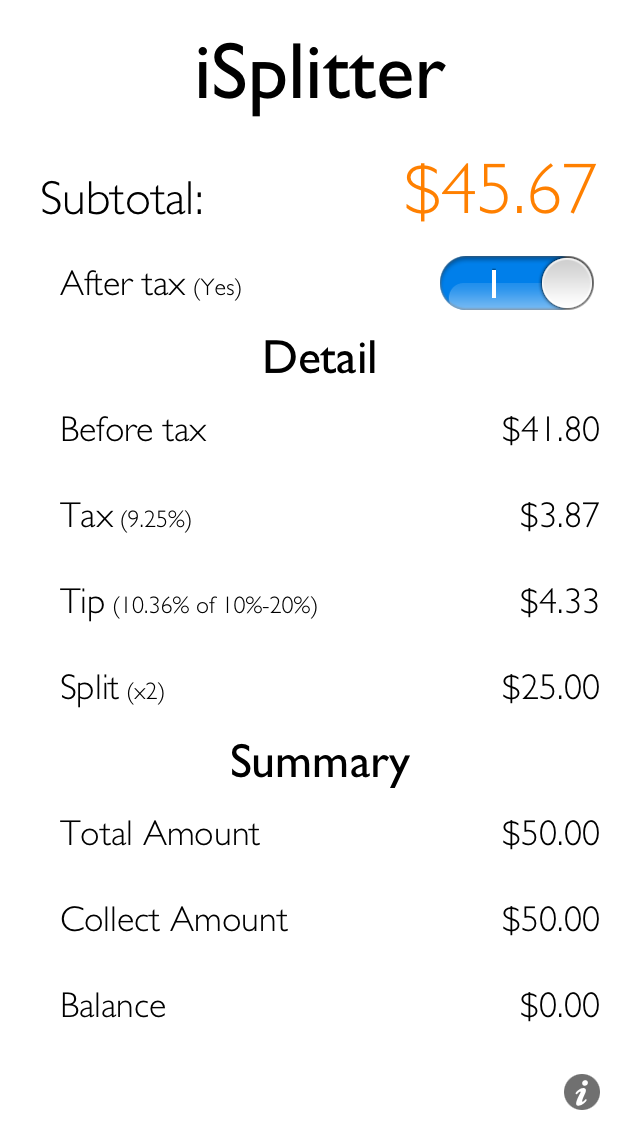 iSplitter
Subtotal: $45.67
After tax (Yes)
Detail
Before tax $41.80
Tax (9.25%) $3.87
Tip (10.36% of 10%-20%) $4.33
Split (x2) $25.00
Summary
Total Amount $50.00
Collect Amount $50.00
Balance $0.00